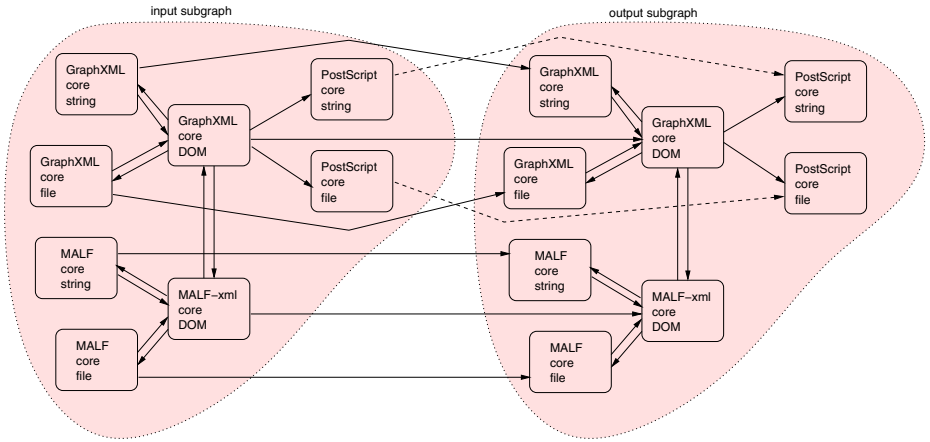 input subgraph
output subgraph
GraphXML
core
string
PostScript
core
string
GraphXML
core
DOM
GraphXML
core
file
PostScript
core
file
MALF
core
string
MALF−xml
core
DOM
MALF
core
file
GraphXML
core
string
PostScript
core
string
GraphXML
core
DOM
GraphXML
core
file
PostScript
core
file
MALF
core
string
MALF−xml
core
DOM
MALF
core
file